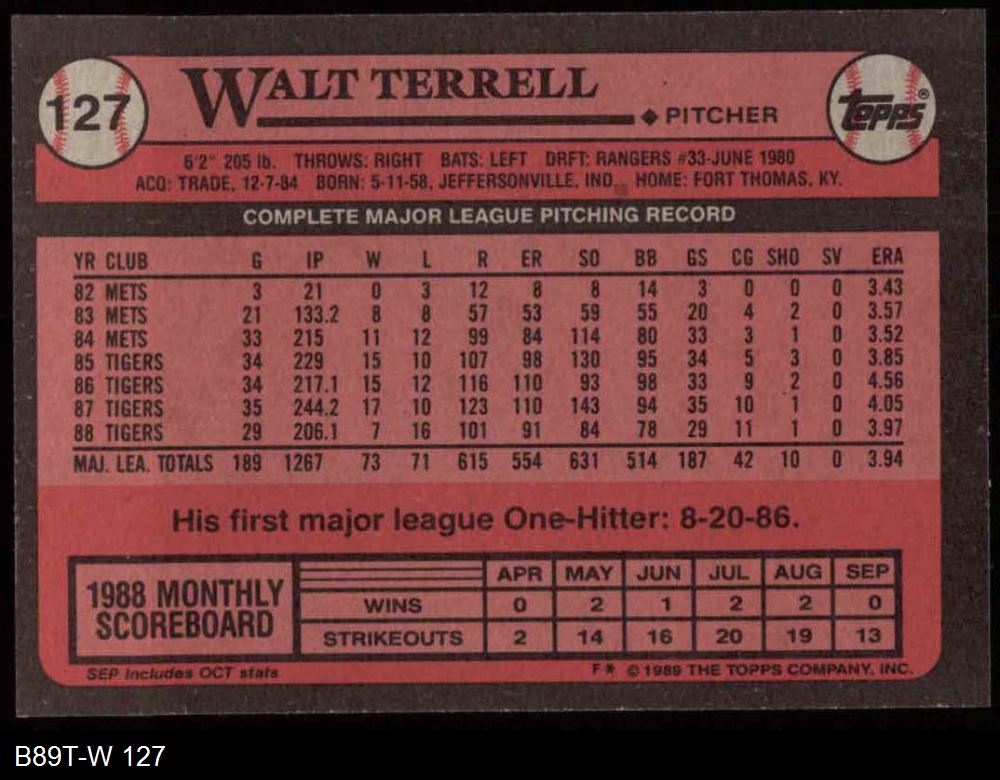 127
WALT TERRELL
◆ PITCHER
TOPPS®
6'2" 205 lb. THROWS: RIGHT BATS: LEFT DRFT: RANGERS #33-JUNE 1980
ACQ: TRADE, 12-7-84 BORN: 5-11-58, JEFFERSONVILLE, IND. HOME: FORT THOMAS, KY.
COMPLETE MAJOR LEAGUE PITCHING RECORD
YR CLUB G IP W L R ER SO BB GS CG SHO SV ERA
82 METS 3 21 0 3 12 8 8 14 3 0 0 0 3.43
83 METS 21 133.2 8 8 57 53 59 55 20 4 2 0 3.57
84 METS 33 215 11 12 99 84 114 80 33 3 1 0 3.52
85 TIGERS 34 229 15 10 107 98 130 95 34 5 3 0 3.85
86 TIGERS 34 217.1 15 12 116 110 93 98 33 9 2 0 4.56
87 TIGERS 35 244.2 17 10 123 110 143 94 35 10 1 0 4.05
88 TIGERS 29 206.1 7 16 101 91 84 78 29 11 1 0 3.97
MAJ. LEA. TOTALS 189 1267 73 71 615 554 631 514 187 42 10 0 3.94
His first major league One-Hitter: 8-20-86.
1988 MONTHLY SCOREBOARD
APR MAY JUN JUL AUG SEP
WINS 0 2 1 2 2 0
STRIKEOUTS 2 14 16 20 19 13
SEP Includes OCT stats
F* © 1989 THE TOPPS COMPANY, INC.
B89T-W 127